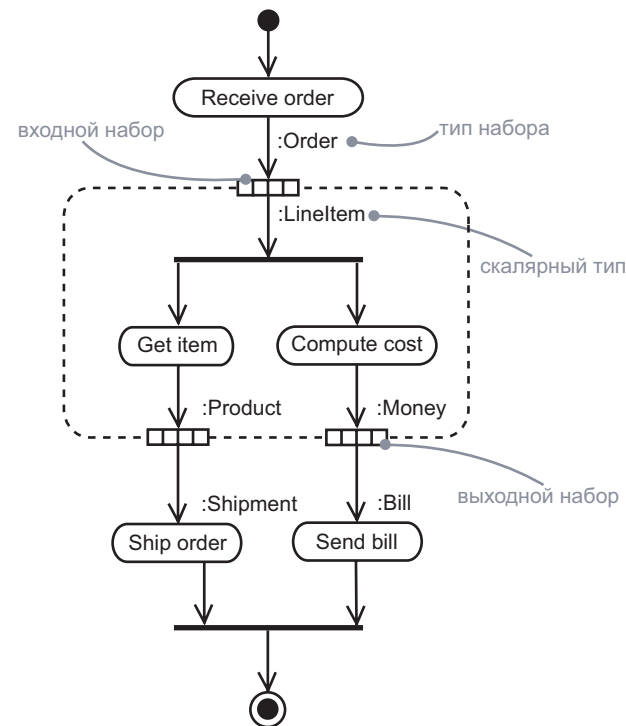 Receive order
входной набор
:Order
тип набора
:LineItem
скалярный тип
Get item
Compute cost
:Product
:Money
выходной набор
:Shipment
:Bill
Ship order
Send bill